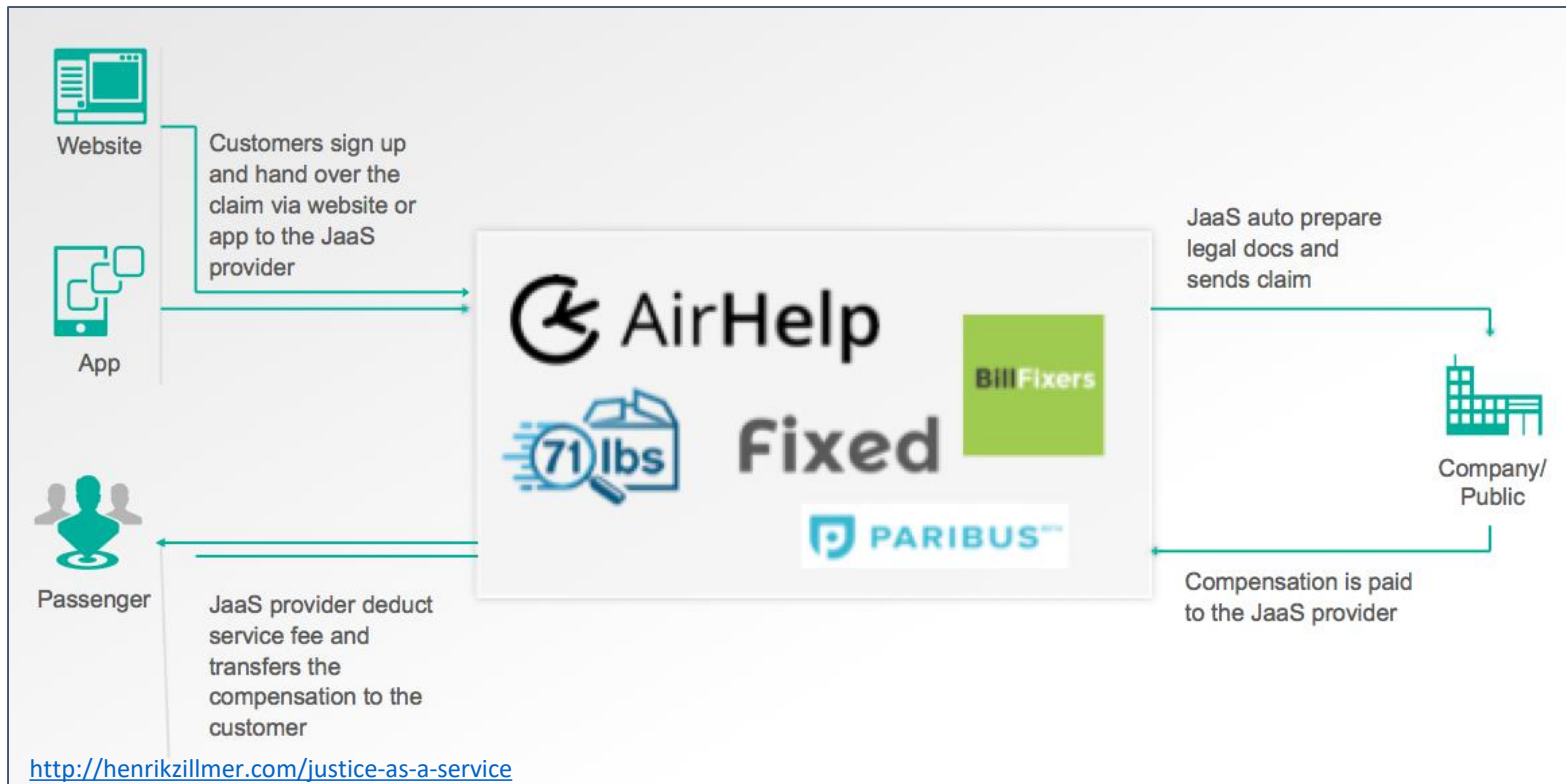 Website
Customers sign up
and hand over the
claim via website or
app to the JaaS
provider
App
JaaS auto prepare
legal docs and
sends claim
AirHelp
BillFixers
71lbs
Fixed
PARIBUS
Company/
Public
Passenger
JaaS provider deduct
service fee and
transfers the
compensation to the
customer
Compensation is paid
to the JaaS provider
http://henrikzillmer.com/justice-as-a-service